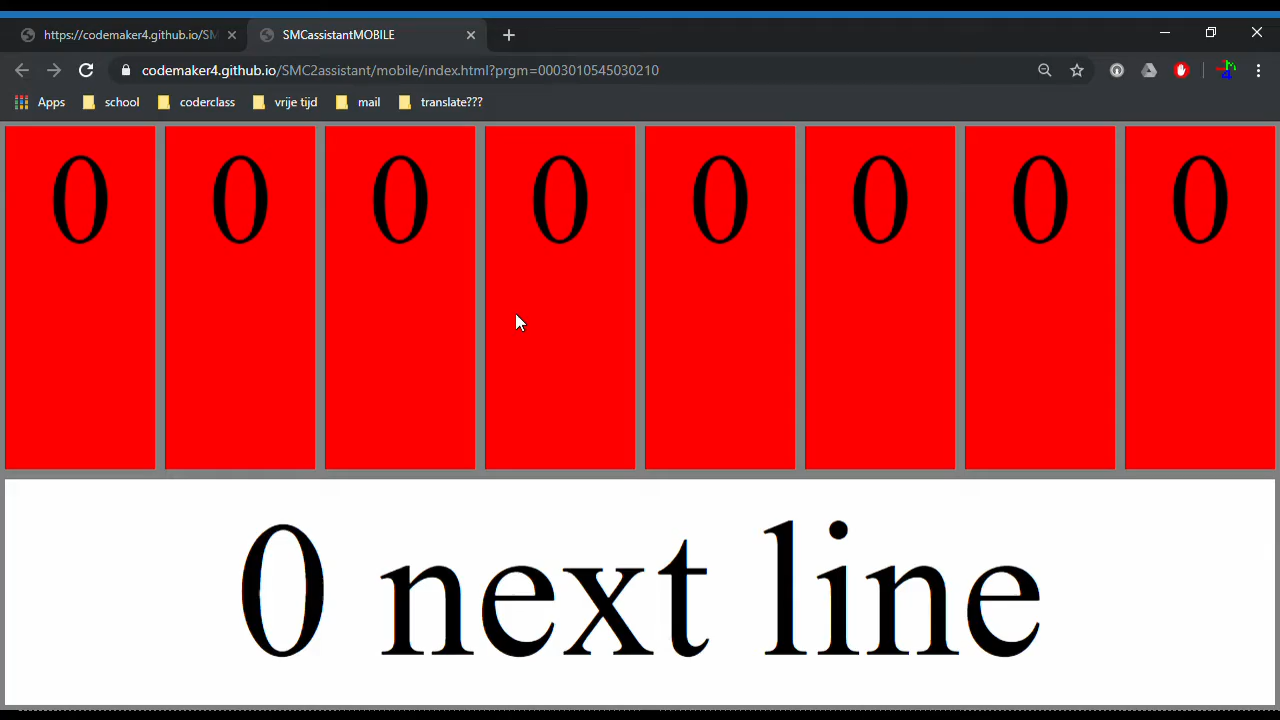 https://codemaker4.github.io/SM
SMCassistantMOBILE
codemaker4.github.io/SMC2assistant/mobile/index.html?prgm=0003010545030210
Apps school coderclass vrije tijd mail translate???
0 0 0 0 0 0 0 0
0 next line